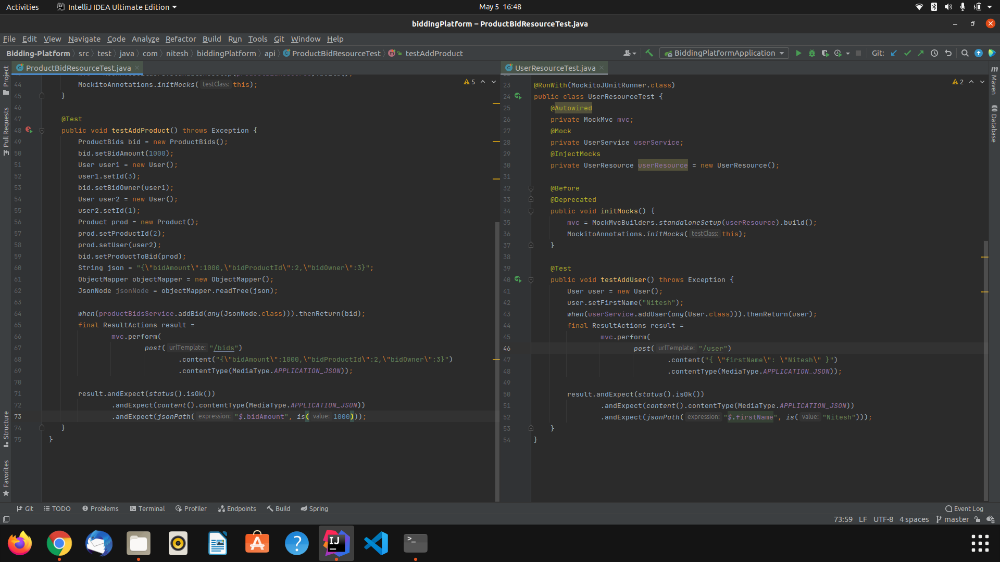 Activities
IntelliJ IDEA Ultimate Edition
May 5 16:48
biddingPlatform – ProductBidResourceTest.java
File Edit View Navigate Code Analyze Refactor Build Run Tools Git Window Help
Bidding-Platform src test java com nitesh biddingPlatform api ProductBidResourceTest testAddProduct
BiddingPlatformApplication
Git:
Project
Pull Requests
Structure
Favorites
ProductBidResourceTest.java
5
44 MockitoAnnotations.initMocks( testClass: this);
45 }
46
47 @Test
48 public void testAddProduct() throws Exception {
49 ProductBids bid = new ProductBids();
50 bid.setBidAmount(1000);
51 User user1 = new User();
52 user1.setId(3);
53 bid.setBidOwner(user1);
54 User user2 = new User();
55 user2.setId(1);
56 Product prod = new Product();
57 prod.setProductId(2);
58 prod.setUser(user2);
59 bid.setProductToBid(prod);
60 String json = "{\"bidAmount\":1000,\"bidProductId\":2,\"bidOwner\":3}";
61 ObjectMapper objectMapper = new ObjectMapper();
62 JsonNode jsonNode = objectMapper.readTree(json);
63
64 when(productBidsService.addBid(any(JsonNode.class))).thenReturn(bid);
65 final ResultActions result =
66 mvc.perform(
67 post( urlTemplate: "/bids")
68 .content("{\"bidAmount\":1000,\"bidProductId\":2,\"bidOwner\":3}")
69 .contentType(MediaType.APPLICATION_JSON));
70
71 result.andExpect(status().isOk())
72 .andExpect(content().contentType(MediaType.APPLICATION_JSON))
73 .andExpect(jsonPath( expression: "$.bidAmount", is( value: 1000)));
74 }
75 }
UserResourceTest.java
2
23 @RunWith(MockitoJUnitRunner.class)
24 public class UserResourceTest {
25 @Autowired
26 private MockMvc mvc;
27 @Mock
28 private UserService userService;
29 @InjectMocks
30 private UserResource userResource = new UserResource();
31
32 @Before
33 @Deprecated
34 public void initMocks() {
35 mvc = MockMvcBuilders.standaloneSetup(userResource).build();
36 MockitoAnnotations.initMocks( testClass: this);
37 }
38
39 @Test
40 public void testAddUser() throws Exception {
41 User user = new User();
42 user.setFirstName("Nitesh");
43 when(userService.addUser(any(User.class))).thenReturn(user);
44 final ResultActions result =
45 mvc.perform(
46 post( urlTemplate: "/user")
47 .content("{ \"firstName\": \"Nitesh\" }")
48 .contentType(MediaType.APPLICATION_JSON));
49
50 result.andExpect(status().isOk())
51 .andExpect(content().contentType(MediaType.APPLICATION_JSON))
52 .andExpect(jsonPath( expression: "$.firstName", is( value: "Nitesh")));
53 }
54 }
m Maven
Database
Git TODO Problems Terminal Profiler Endpoints Build Spring
Event Log
73:59 LF UTF-8 4 spaces master
IJ